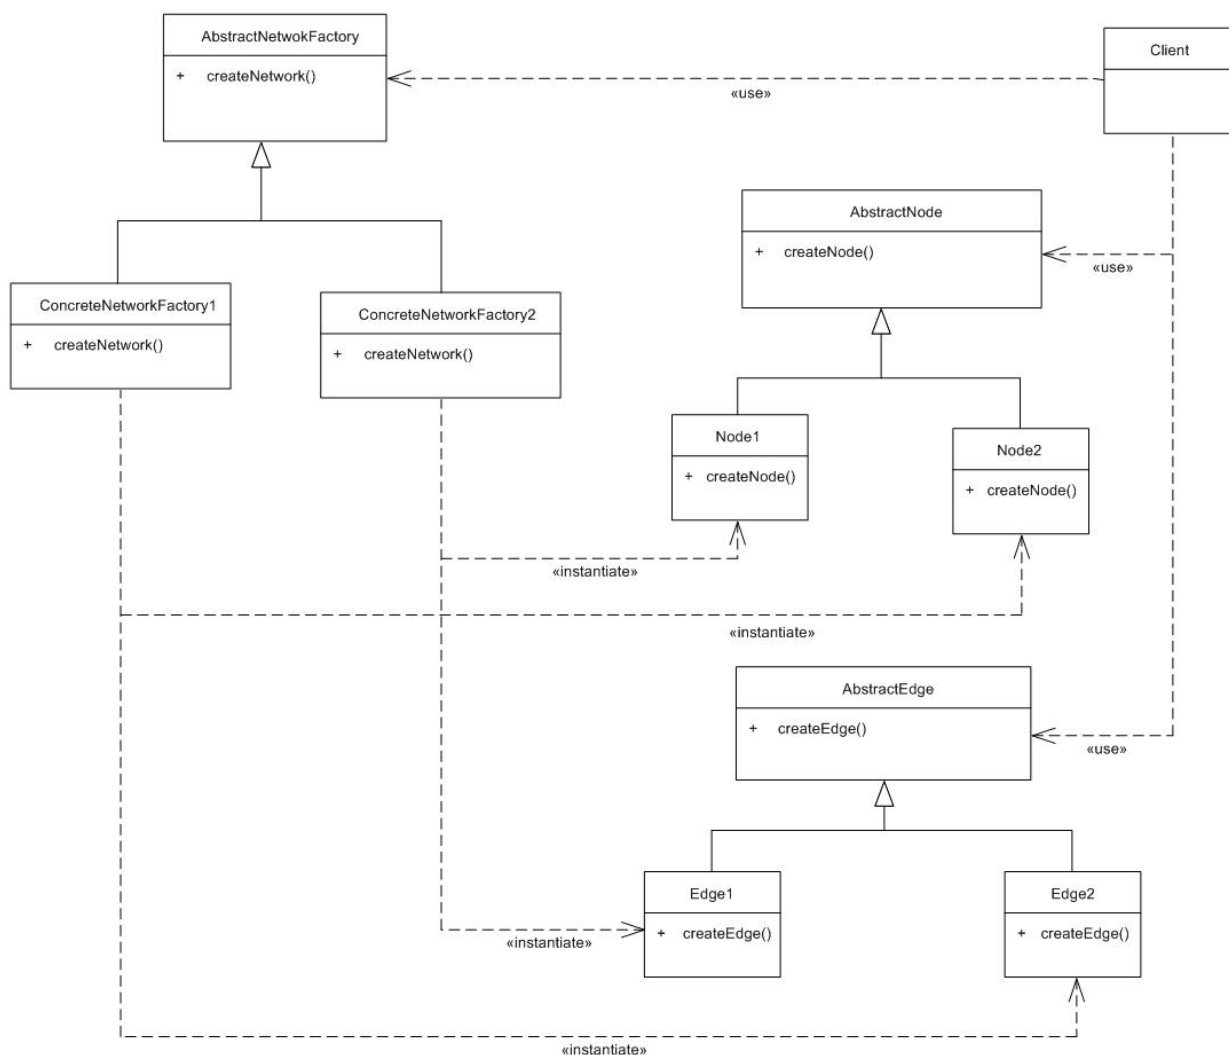 AbstractNetwokFactory
+ createNetwork()
Client
«use»
AbstractNode
+ createNode()
«use»
ConcreteNetworkFactory1
+ createNetwork()
ConcreteNetworkFactory2
+ createNetwork()
Node1
+ createNode()
Node2
+ createNode()
«instantiate»
«instantiate»
AbstractEdge
+ createEdge()
«use»
Edge1
+ createEdge()
Edge2
+ createEdge()
«instantiate»
«instantiate»